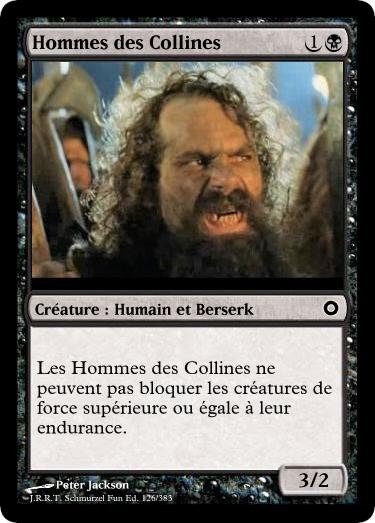 Hommes des Collines 1
Créature : Humain et Berserk
Les Hommes des Collines ne
peuvent pas bloquer les créatures de
force supérieure ou égale à leur
endurance.
3/2
Peter Jackson
J.R.R.T. Schmurzel Fun Ed. 126/383